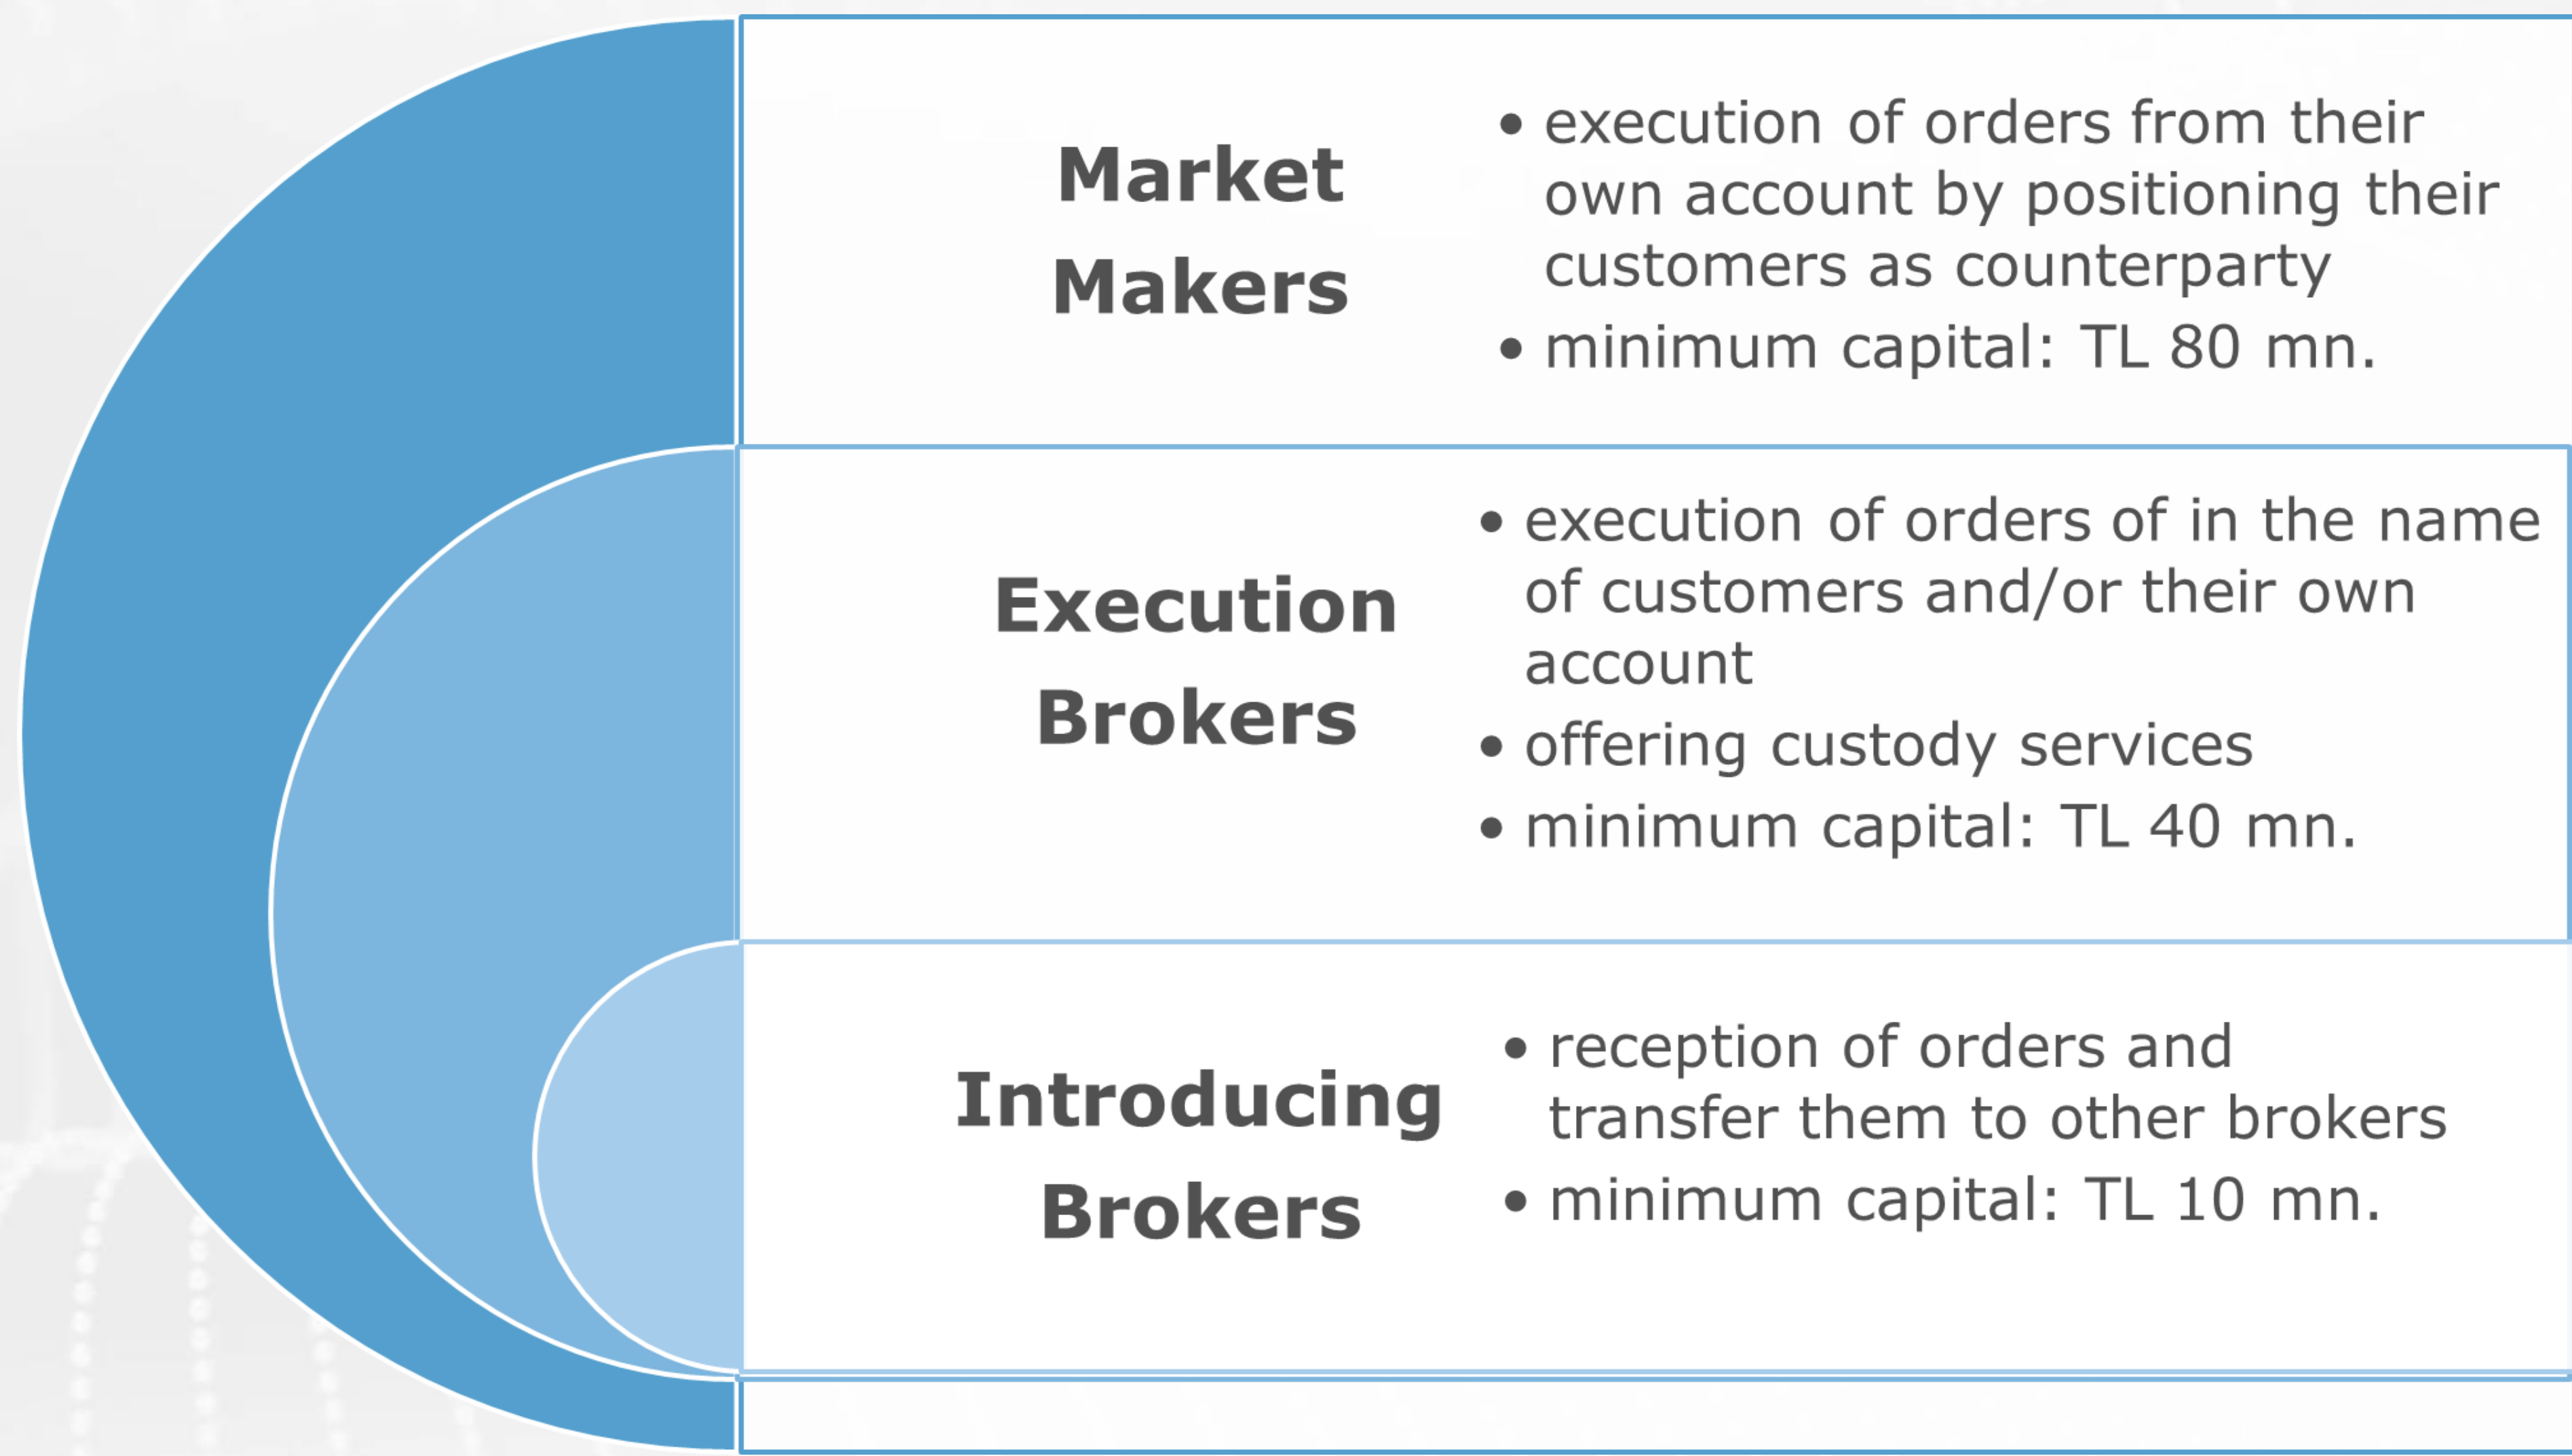 Market
Makers
• execution of orders from their
own account by positioning their
customers as counterparty
• minimum capital: TL 80 mn.
Execution
Brokers
• execution of orders of in the name
of customers and/or their own
account
• offering custody services
• minimum capital: TL 40 mn.
Introducing
Brokers
• reception of orders and
transfer them to other brokers
• minimum capital: TL 10 mn.